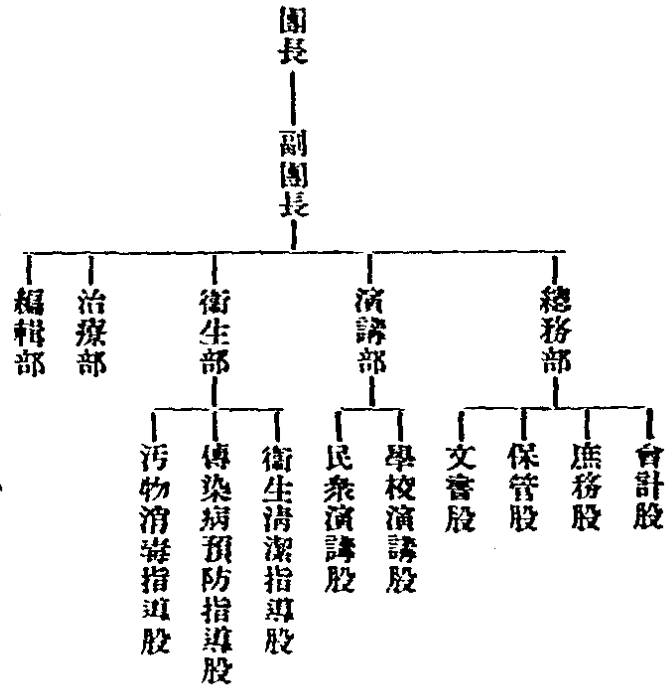 團長
副團長
總務部
演講部
衛生部
治療部
編輯部
會計股
庶務股
保管股
文書股
學校演講股
民衆演講股
衛生清潔指導股
傳染病預防指導股
汚物消毒指導股